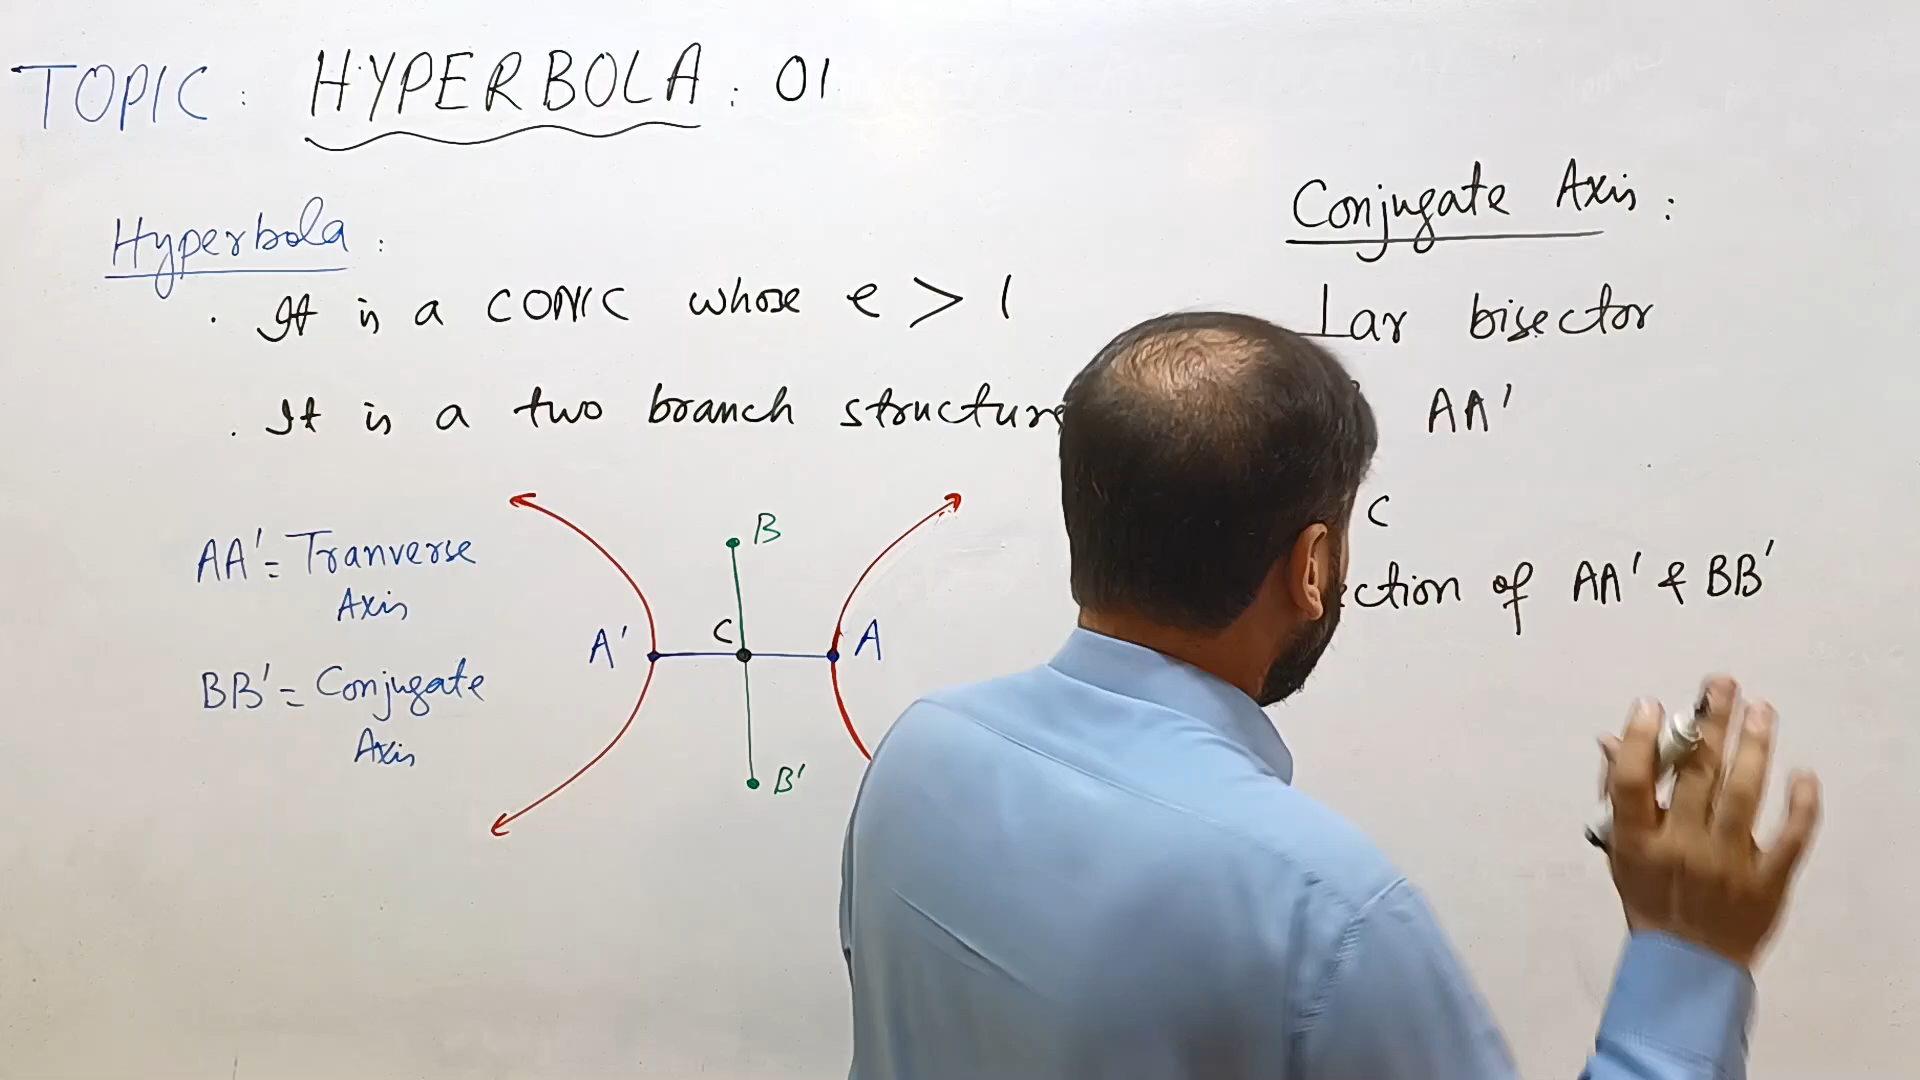 TOPIC : HYPERBOLA : 01
Hyperbola :
. It is a CONIC whose e > 1
. It is a two branch structure
AA' = Tranverse
Axis
BB' = Conjugate
Axis
B
C
A'
A
B'
Conjugate Axis :
⊥ar bisector
AA'
C
ection of AA' & BB'